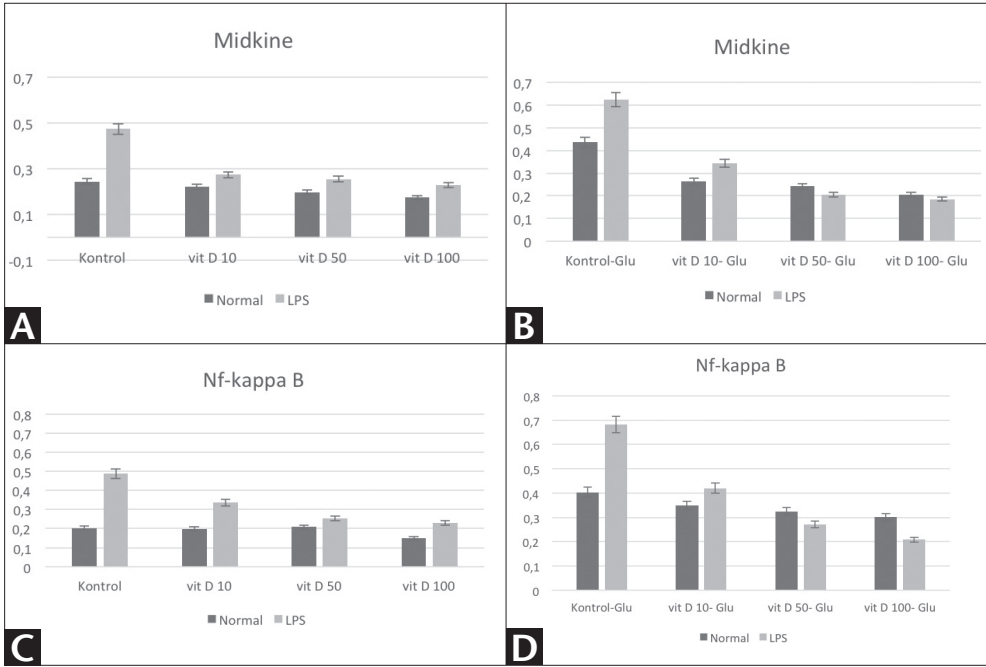 Midkine
0,7
0,5
0,3
0,1
-0,1
Kontrol vit D 10 vit D 50 vit D 100
Normal LPS
A
Midkine
0,7
0,6
0,5
0,4
0,3
0,2
0,1
0
Kontrol-Glu vit D 10- Glu vit D 50- Glu vit D 100- Glu
Normal LPS
B
Nf-kappa B
0,8
0,7
0,6
0,5
0,4
0,3
0,2
0,1
0
Kontrol vit D 10 vit D 50 vit D 100
Normal LPS
C
Nf-kappa B
0,8
0,7
0,6
0,5
0,4
0,3
0,2
0,1
0
Kontrol-Glu vit D 10- Glu vit D 50- Glu vit D 100- Glu
Normal LPS
D